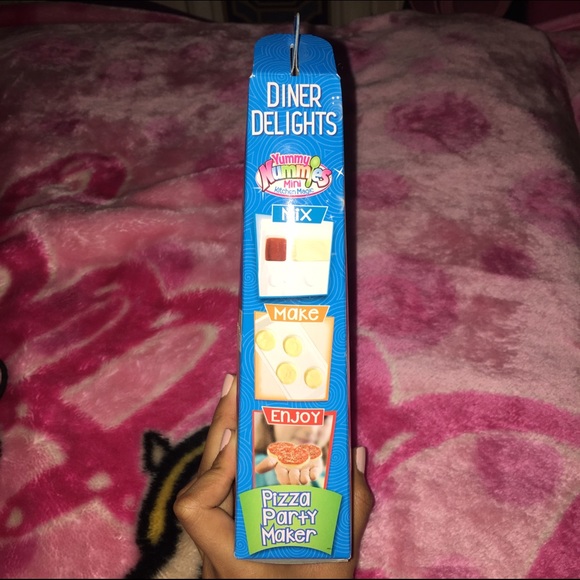 DINER
DELIGHTS
Yummy
Nummies
Mini
Kitchen Magic
Mix
Make
ENJOY
Pizza
Party
Maker